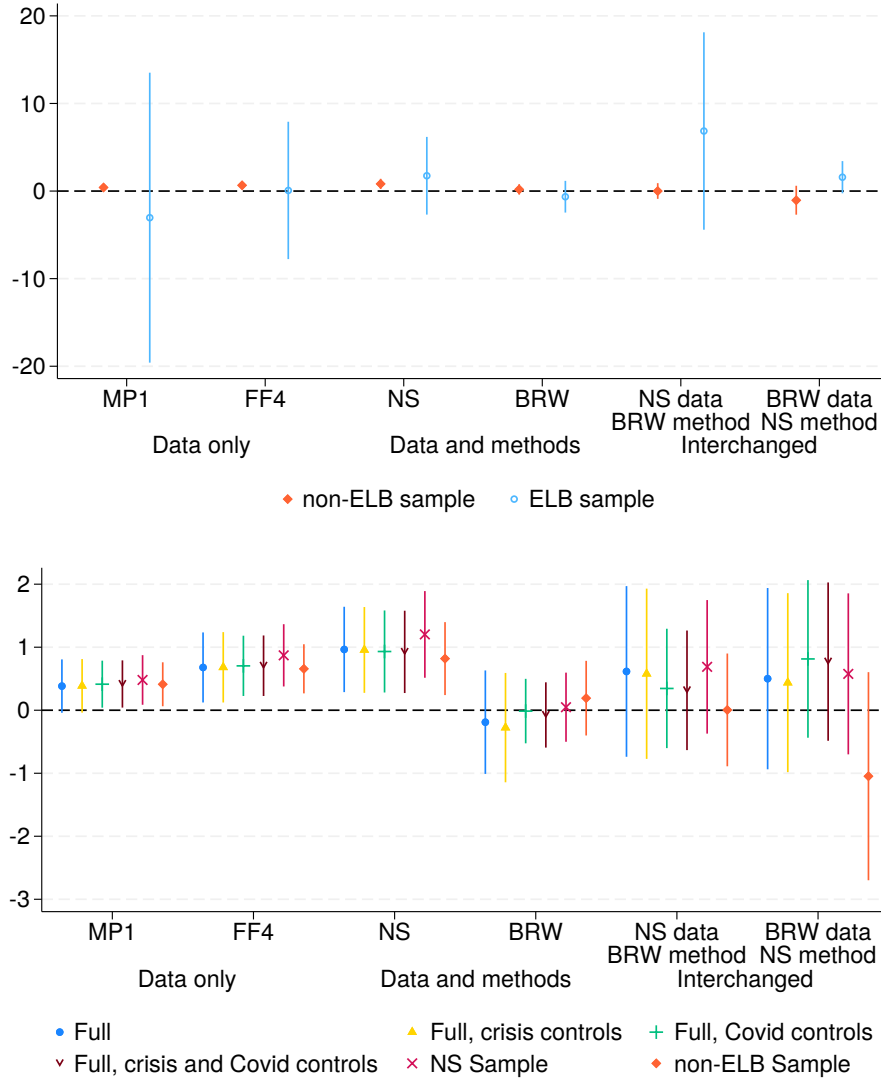 20
10
0
-10
-20
MP1 FF4 NS BRW NS data BRW data
BRW method NS method
Data only Data and methods Interchanged
non-ELB sample ELB sample
2
1
0
-1
-2
-3
MP1 FF4 NS BRW NS data BRW data
BRW method NS method
Data only Data and methods Interchanged
Full Full, crisis controls Full, Covid controls
Full, crisis and Covid controls NS Sample non-ELB Sample